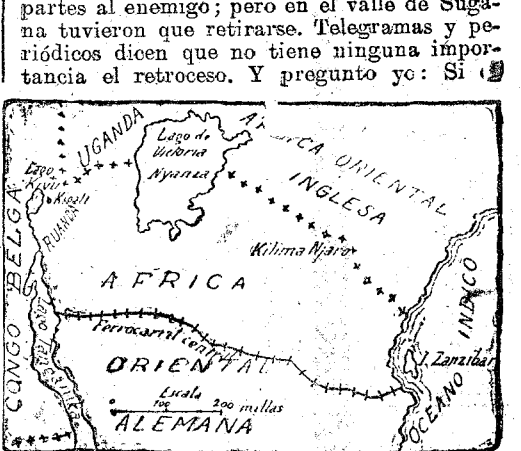 partes al enemigo; pero en el valle de Suga-
na tuvieron que retirarse. Telegramas y pe-
riódicos dicen que no tiene ninguna impor-
tancia el retroceso. Y pregunto yo: Si
UGANDA
Lago de
Victoria
Nyanza
AFRICA ORIENTAL
INGLESA
Lago
Kivu
Kigali
RUANDA
CONGO BELGA
Kilima Njaro
AFRICA
Ferrocarril central
ORIENTAL
ALEMANA
Escala
0 100 200 millas
I. Zanzibar
OCEANO INDICO